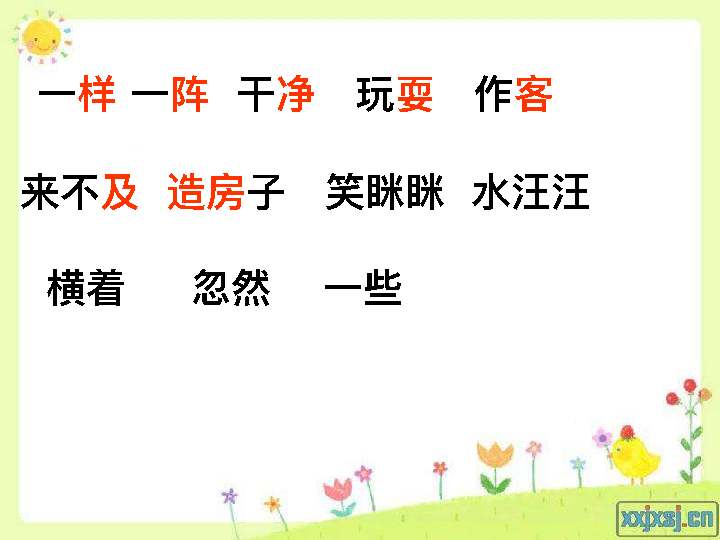 一样 一阵 干净 玩耍 作客
来不及 造房子 笑眯眯 水汪汪
横着 忽然 一些
xxjxsj.cn